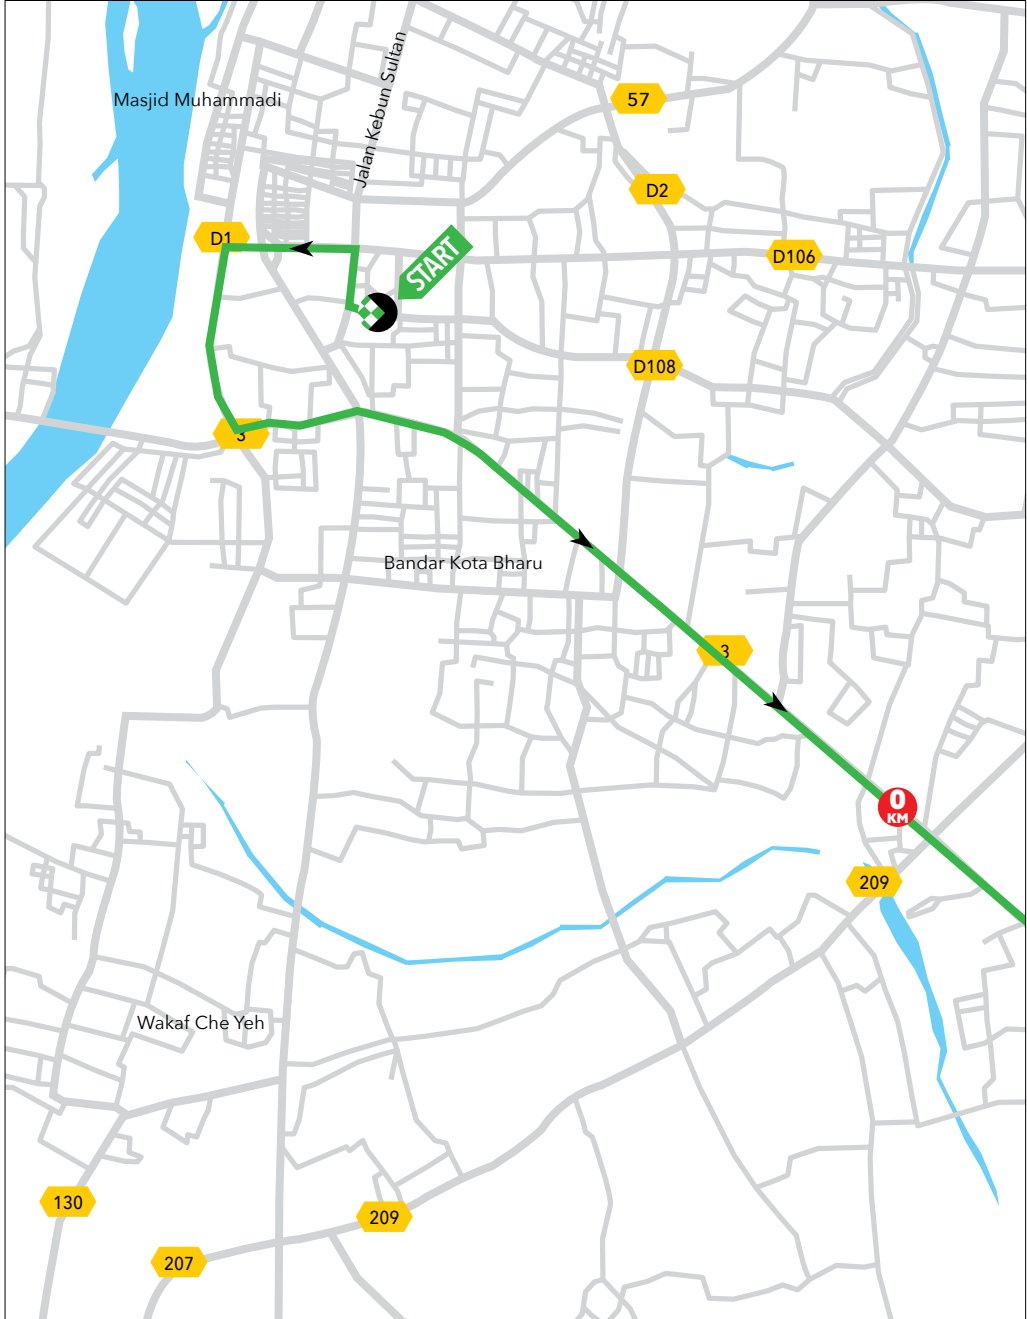 57
Masjid Muhammadi
Jalan Kebun Sultan
D2
D1
START
D106
D108
3
Bandar Kota Bharu
3
0
KM
209
Wakaf Che Yeh
130
209
207